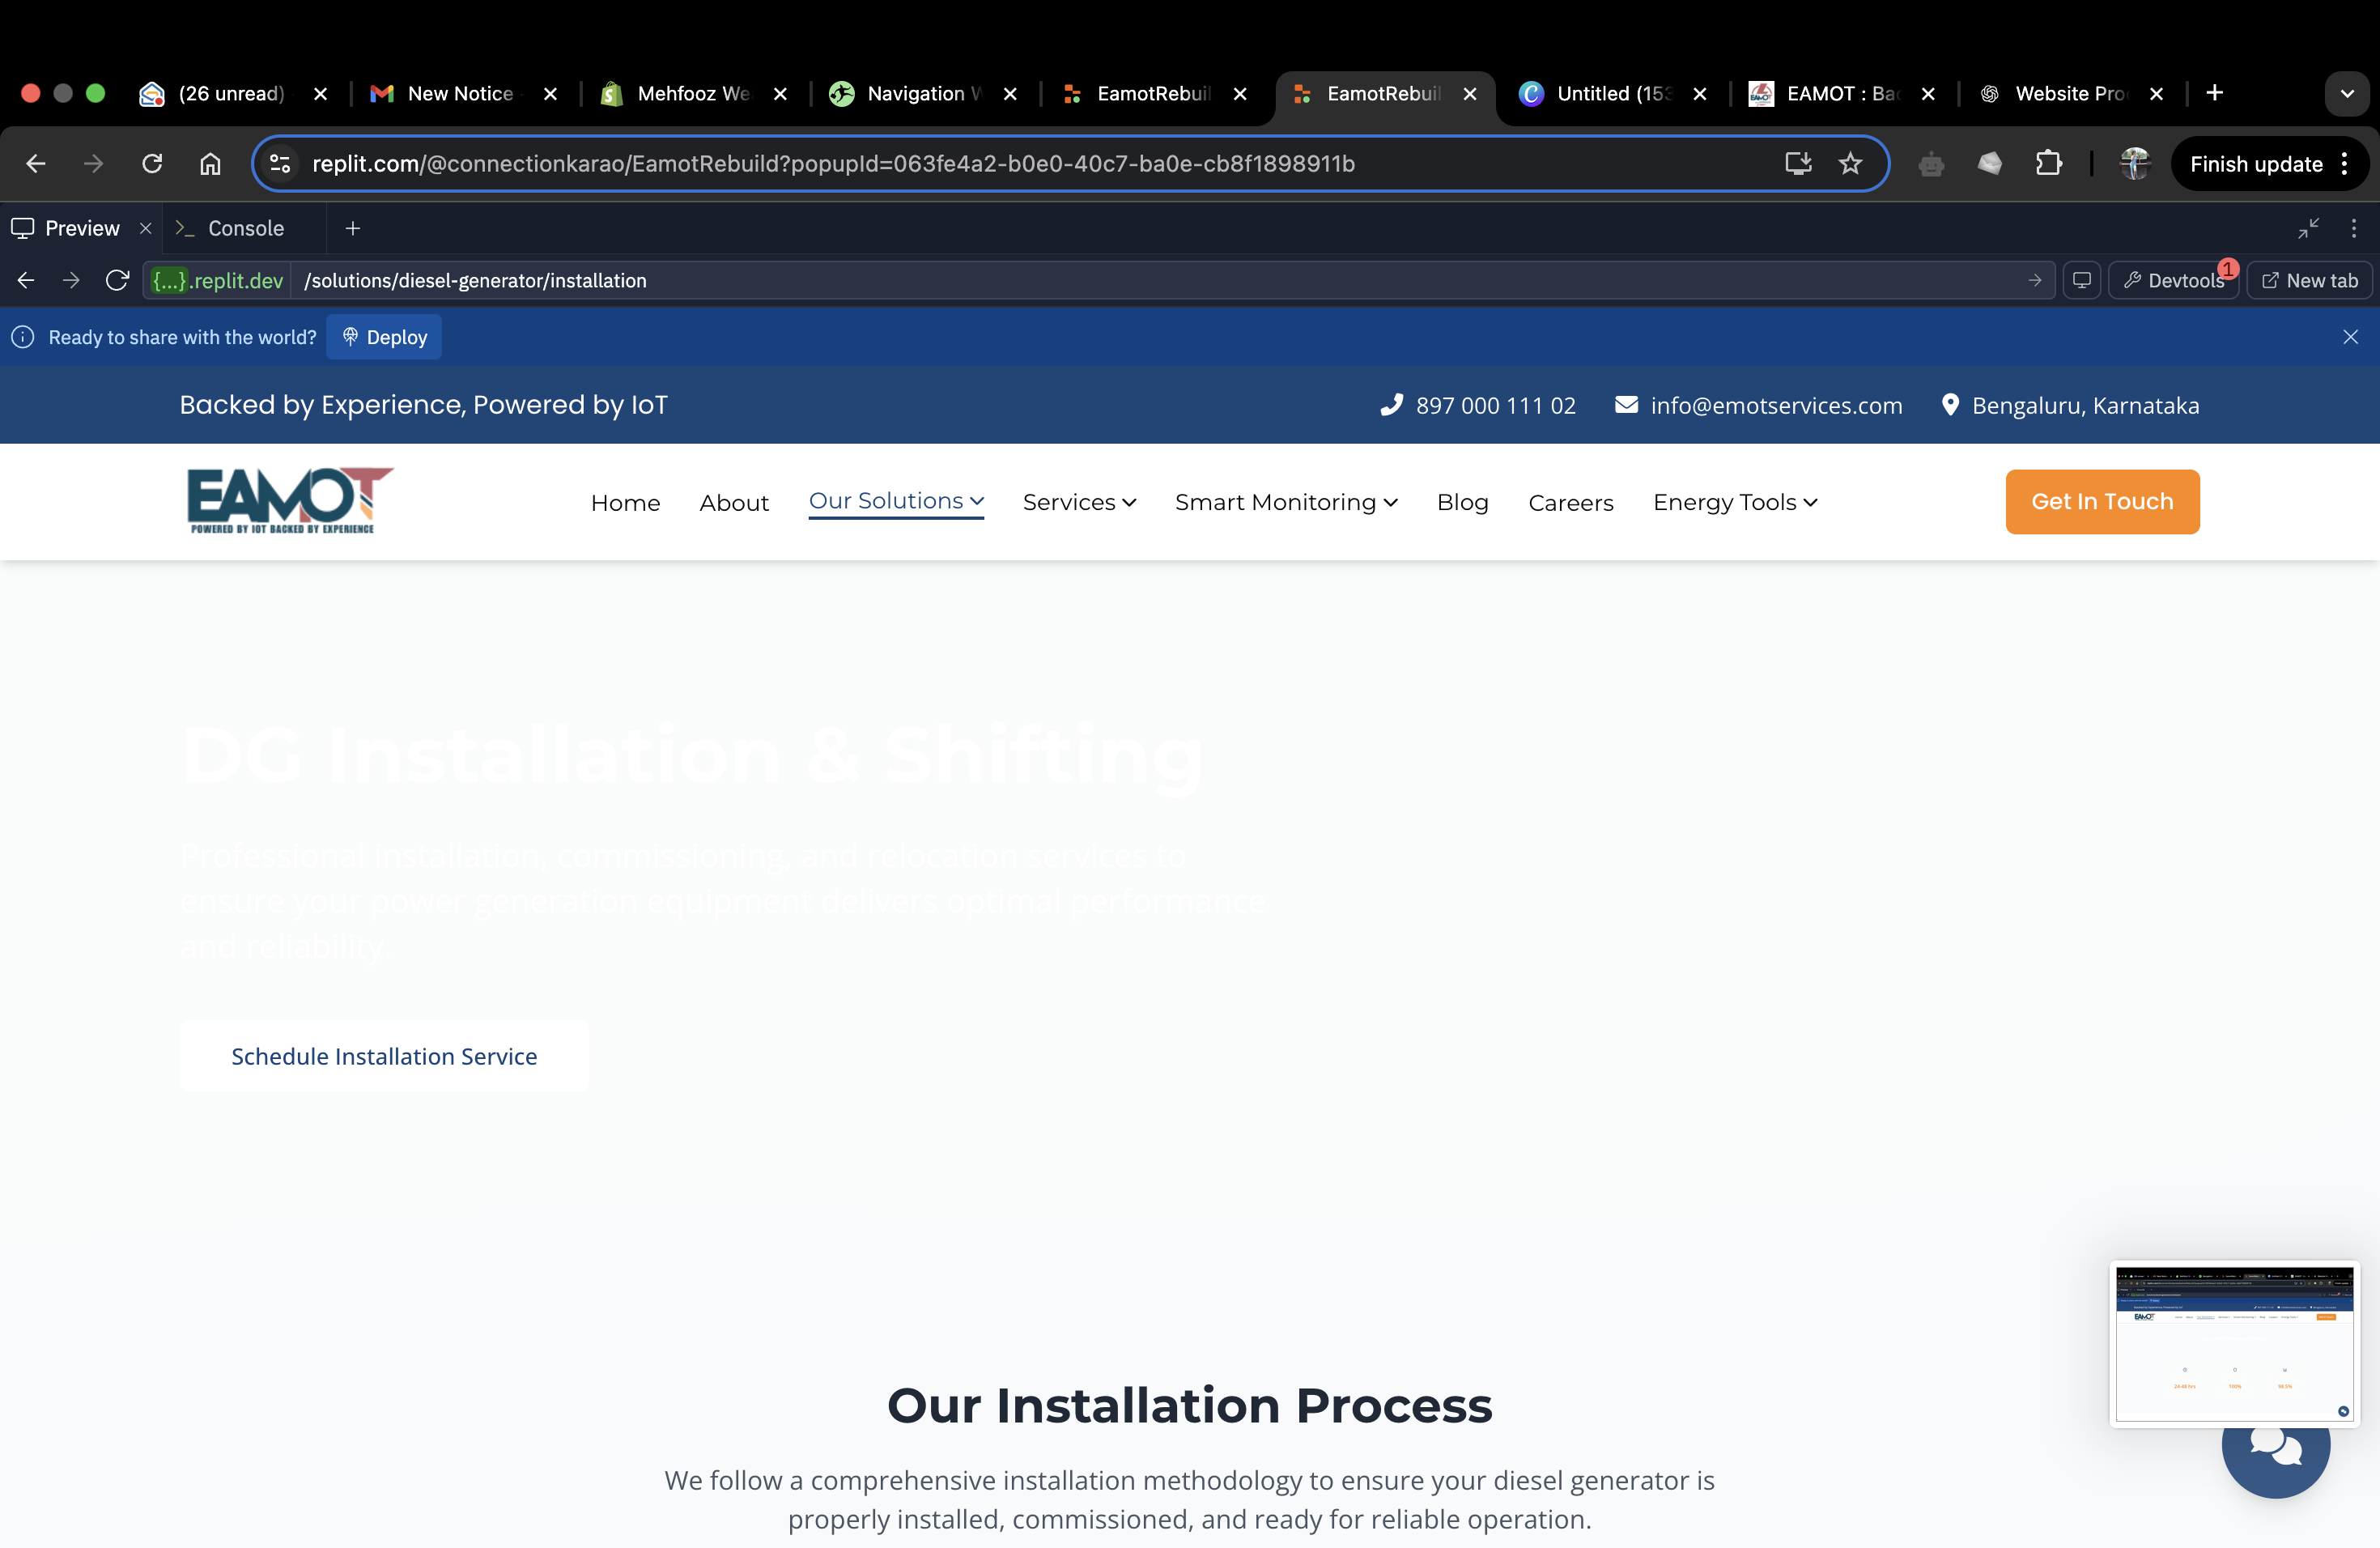 (26 unread)
New Notice
Mehfooz We
Navigation W
EamotRebuil
EamotRebuil
Untitled (153
EAMOT : Bac
Website Pro
replit.com/@connectionkarao/EamotRebuild?popupId=063fe4a2-b0e0-40c7-ba0e-cb8f1898911b
Finish update
Preview
Console
{...}.replit.dev
/solutions/diesel-generator/installation
Devtools
1
New tab
Ready to share with the world?
Deploy
Backed by Experience, Powered by IoT
897 000 111 02
info@emotservices.com
Bengaluru, Karnataka
EAMOT
POWERED BY IOT BACKED BY EXPERIENCE
Home
About
Our Solutions
Services
Smart Monitoring
Blog
Careers
Energy Tools
Get In Touch
DG Installation & Shifting
Professional installation, commissioning, and relocation services to
ensure your power generation equipment delivers optimal performance
and reliability.
Schedule Installation Service
Our Installation Process
We follow a comprehensive installation methodology to ensure your diesel generator is
properly installed, commissioned, and ready for reliable operation.